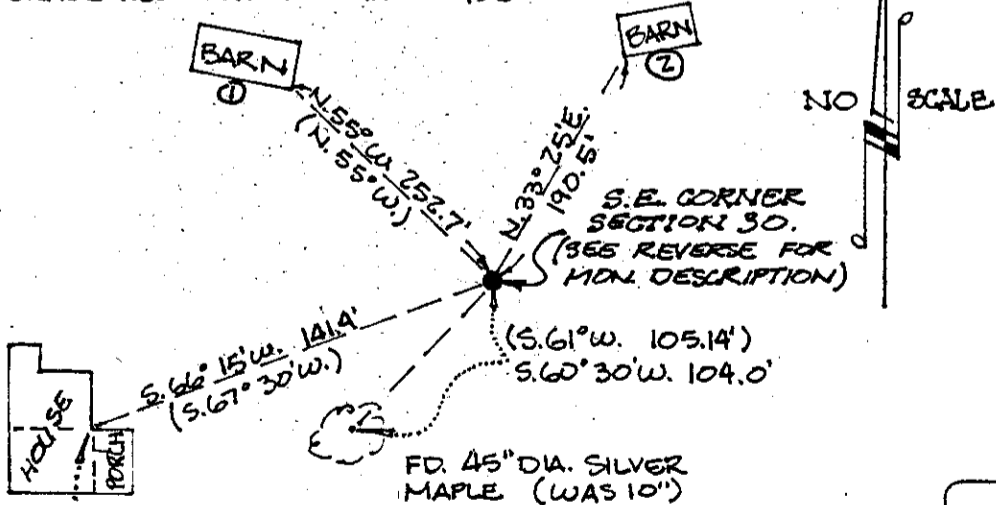 BARN
①
BARN
②
NO SCALE
N.55°W. 252.7'
(N.55°W.)
N.33°25'E.
190.5'
S.E. CORNER
SECTION 30.
(SEE REVERSE FOR
MON. DESCRIPTION)
(S.61°W. 105.14')
S.60°30'W. 104.0'
S.66°15'W. 141.4'
(S.67°30'W.)
HOUSE
PORCH
FD. 45" DIA. SILVER
MAPLE (WAS 10")